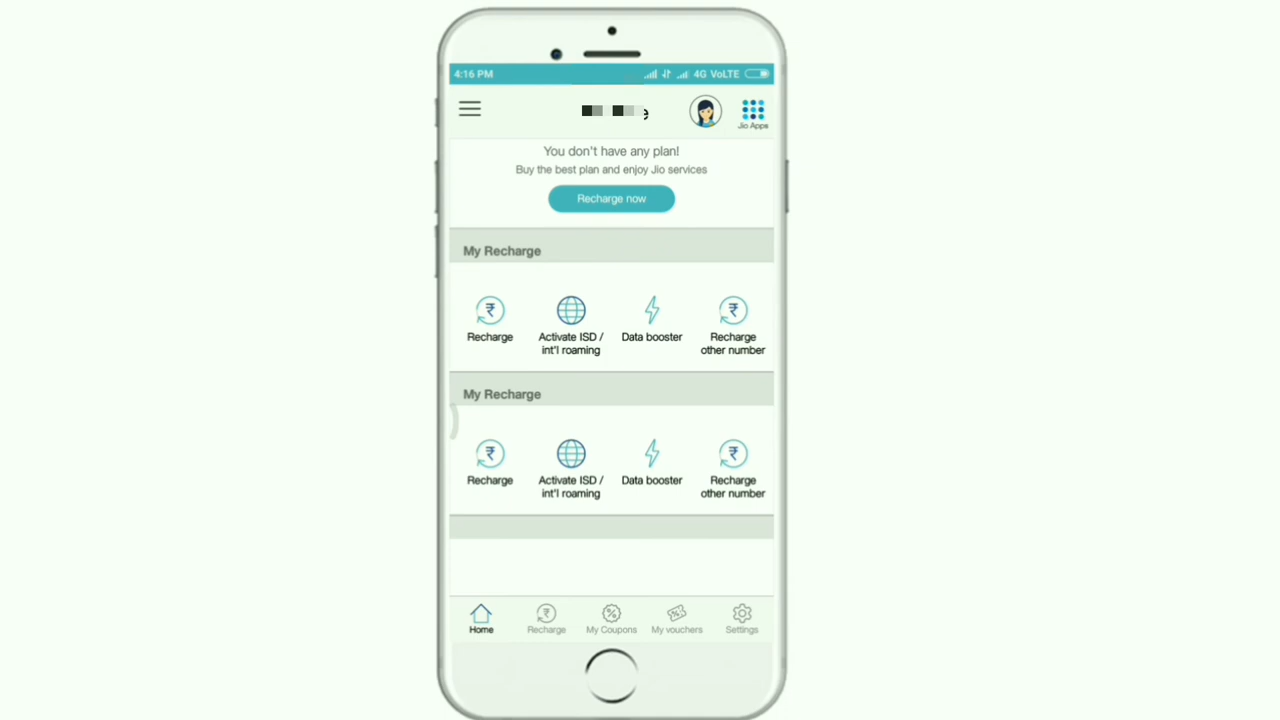 4:16 PM 4G VoLTE
Jio Apps
You don't have any plan!
Buy the best plan and enjoy Jio services
Recharge now
My Recharge
Recharge Activate ISD / Data booster Recharge
int'l roaming other number
My Recharge
Recharge Activate ISD / Data booster Recharge
int'l roaming other number
Home Recharge My Coupons My vouchers Settings